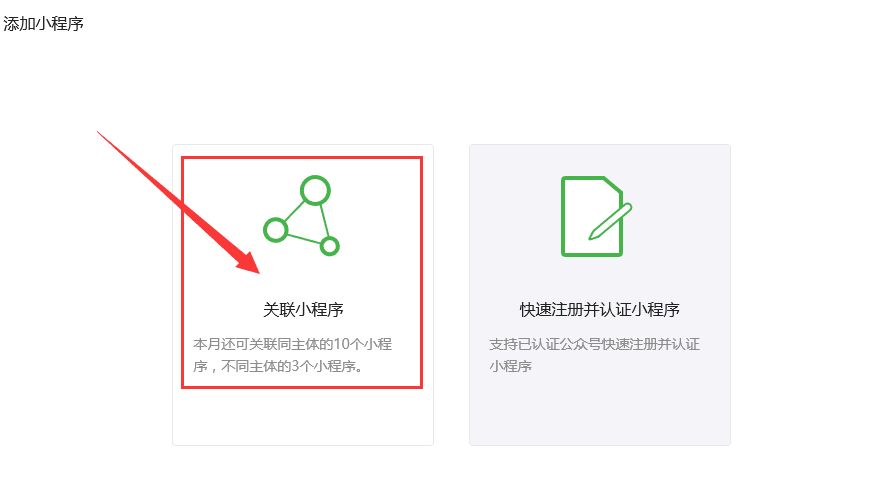 添加小程序
关联小程序
本月还可关联同主体的10个小程
序，不同主体的3个小程序。
快速注册并认证小程序
支持已认证公众号快速注册并认证
小程序